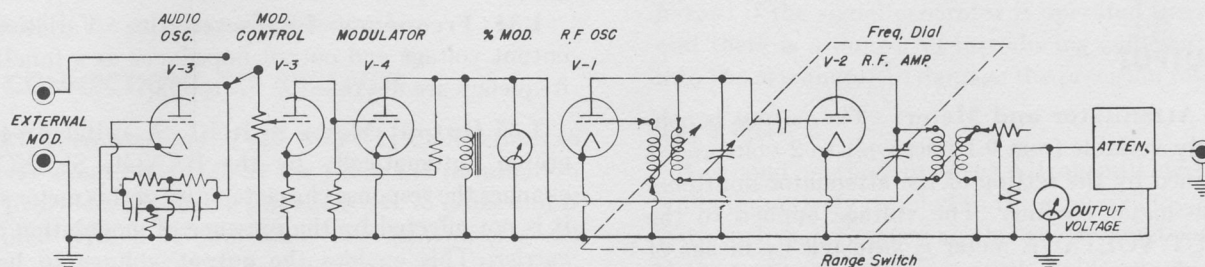 AUDIO
OSC.
V-3
MOD.
CONTROL
V-3
MODULATOR
V-4
% MOD.
R.F. OSC
V-1
Freq. Dial
V-2 R.F. AMP.
EXTERNAL
MOD.
ATTEN.
OUTPUT
VOLTAGE
Range Switch